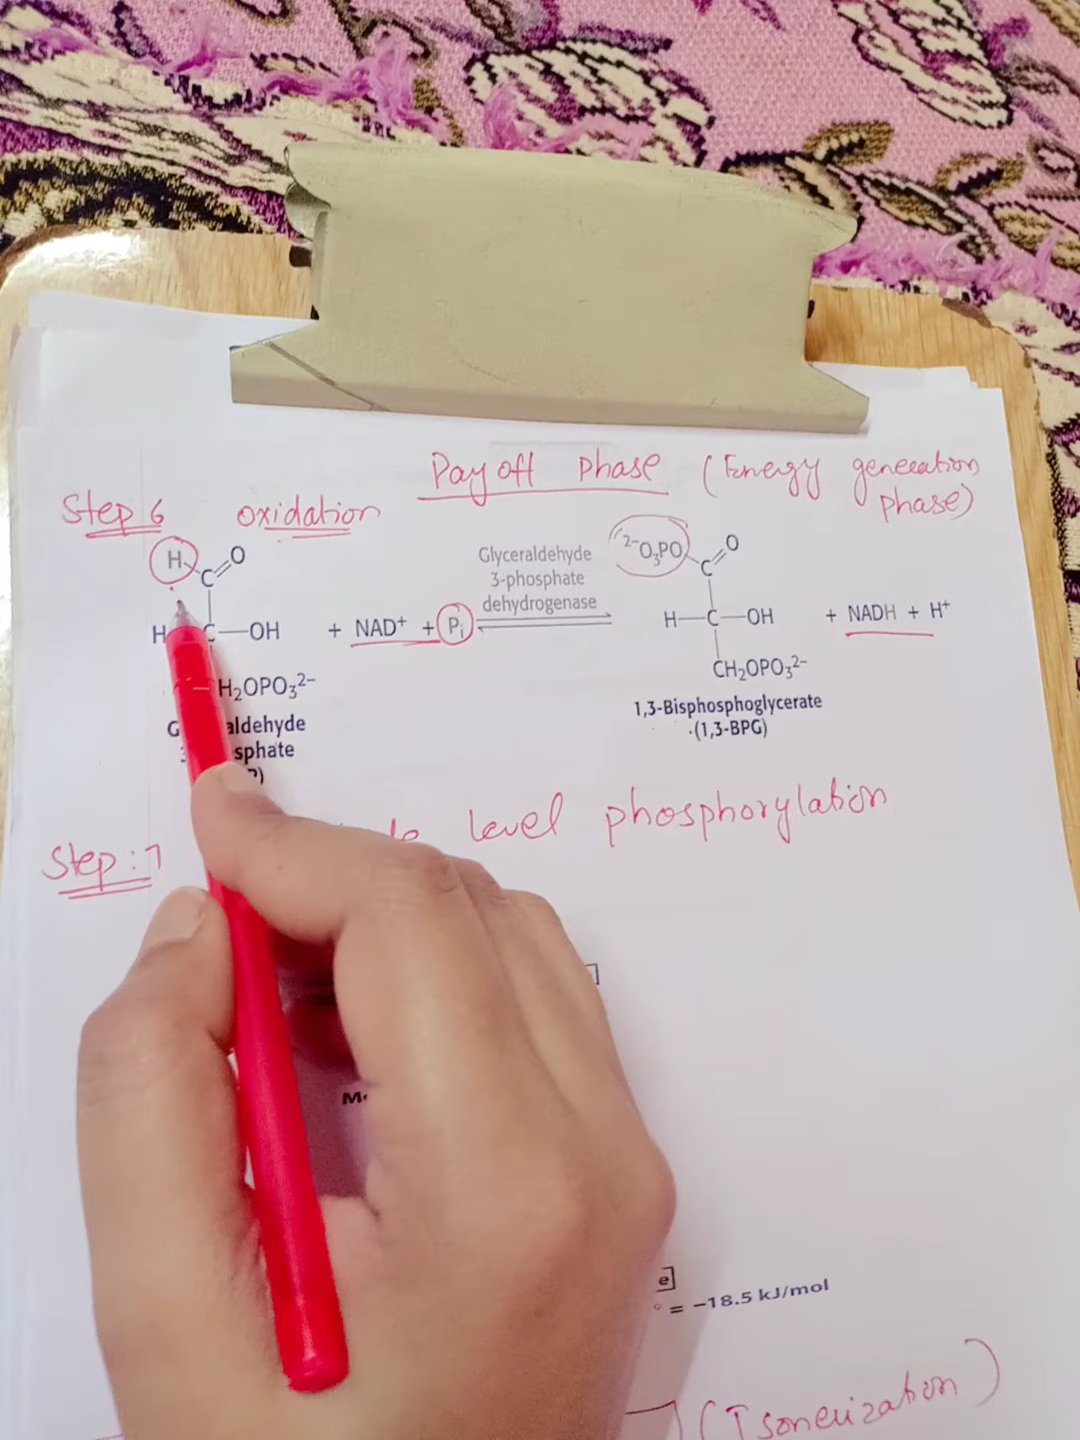 Pay off phase (Energy generation
phase)
Step 6 oxidation
H O
C
H C—OH
H₂OPO₃²⁻
aldehyde
sphate
+ NAD⁺ + Pᵢ
Glyceraldehyde
3-phosphate
dehydrogenase
²⁻O₃PO O
C
H—C—OH
CH₂OPO₃²⁻
1,3-Bisphosphoglycerate
(1,3-BPG)
+ NADH + H⁺
Step:7 level phosphorylation
e]
° = −18.5 kJ/mol
(Isomerization)